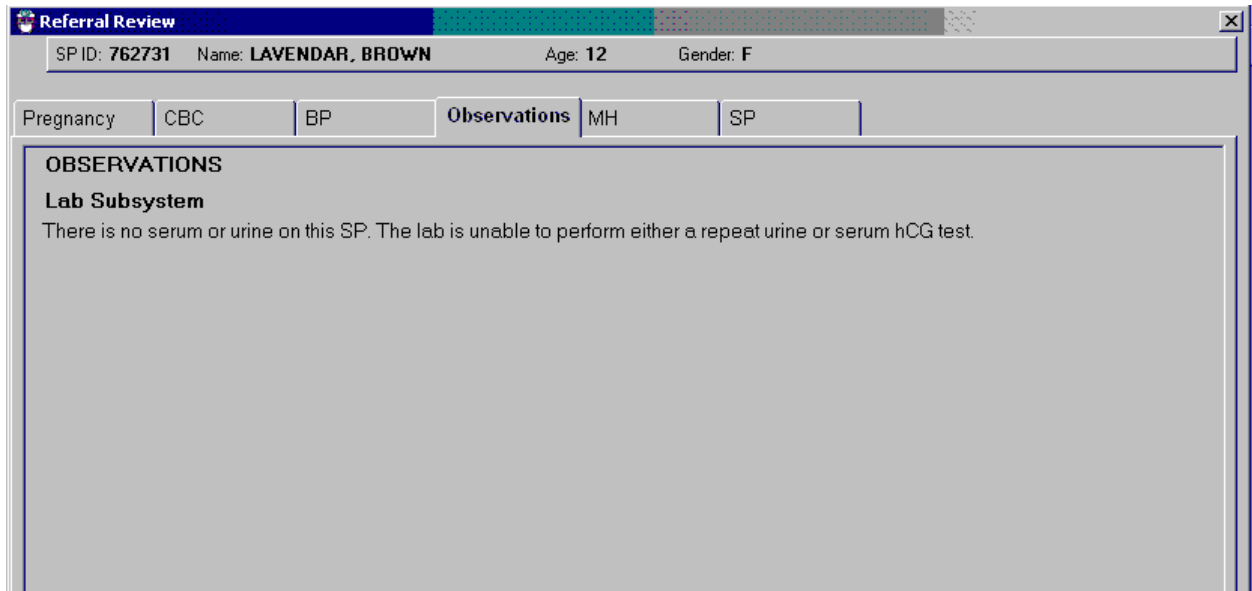 Referral Review
SP ID: 762731 Name: LAVENDAR, BROWN Age: 12 Gender: F
Pregnancy CBC BP Observations MH SP
OBSERVATIONS
Lab Subsystem
There is no serum or urine on this SP. The lab is unable to perform either a repeat urine or serum hCG test.